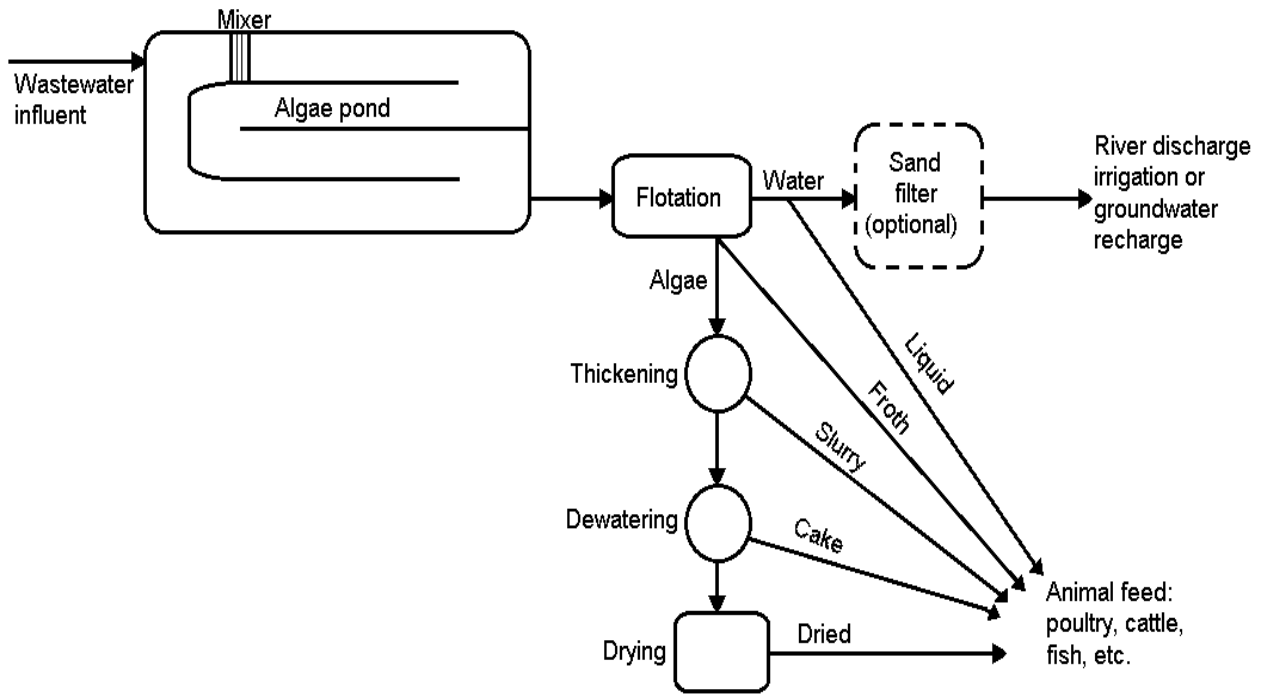 Mixer
Wastewater
influent
Algae pond
Flotation
Water
Sand
filter
(optional)
River discharge
irrigation or
groundwater
recharge
Algae
Liquid
Froth
Thickening
Slurry
Dewatering
Cake
Animal feed:
poultry, cattle,
fish, etc.
Drying
Dried